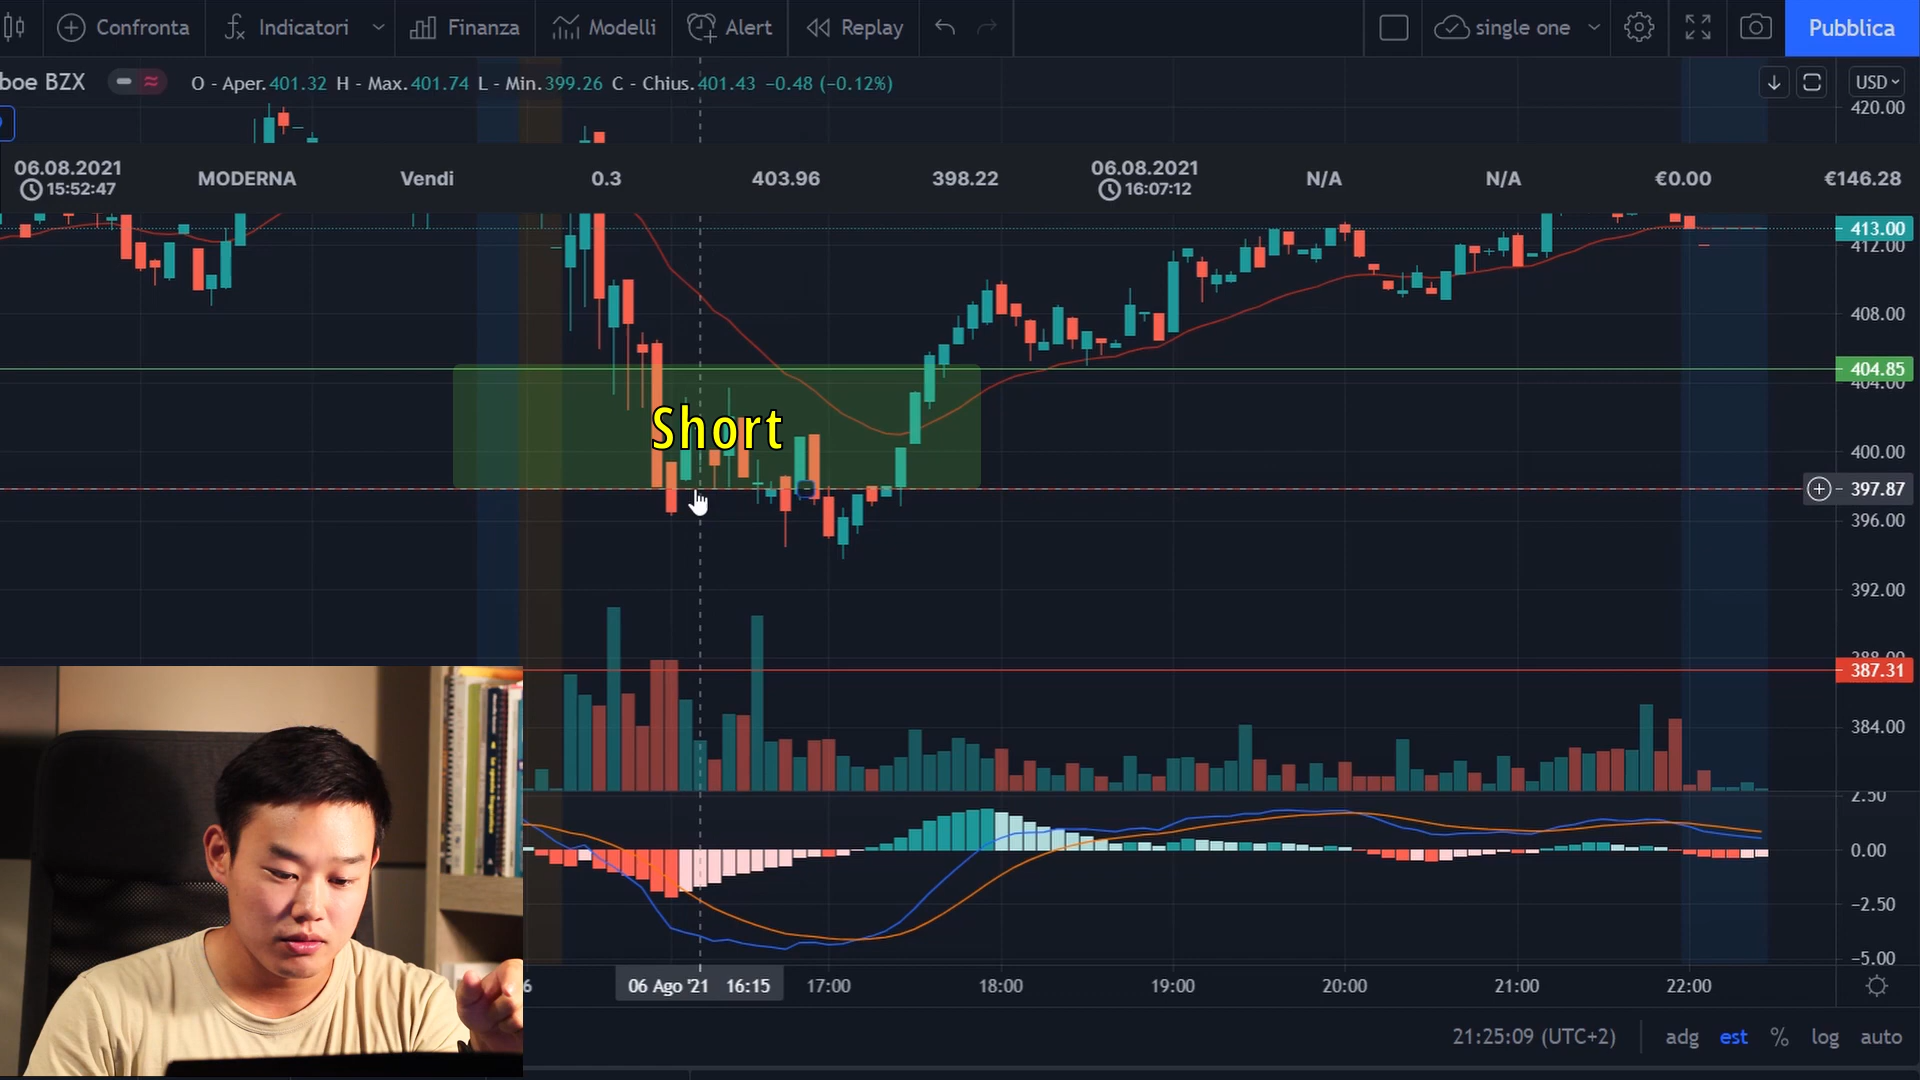 Confronta Indicatori Finanza Modelli Alert Replay single one Pubblica
boe BZX O - Aper.401.32 H - Max.401.74 L - Min.399.26 C - Chius.401.43 −0.48 (−0.12%) USD
420.00
06.08.2021 15:52:47 MODERNA Vendi 0.3 403.96 398.22 06.08.2021 16:07:12 N/A N/A €0.00 €146.28
413.00
412.00
408.00
404.85
404.00
Short
400.00
397.87
396.00
392.00
388.00
387.31
384.00
2.50
0.00
−2.50
−5.00
6 06 Ago '21 16:15 17:00 18:00 19:00 20:00 21:00 22:00
21:25:09 (UTC+2) adg est % log auto